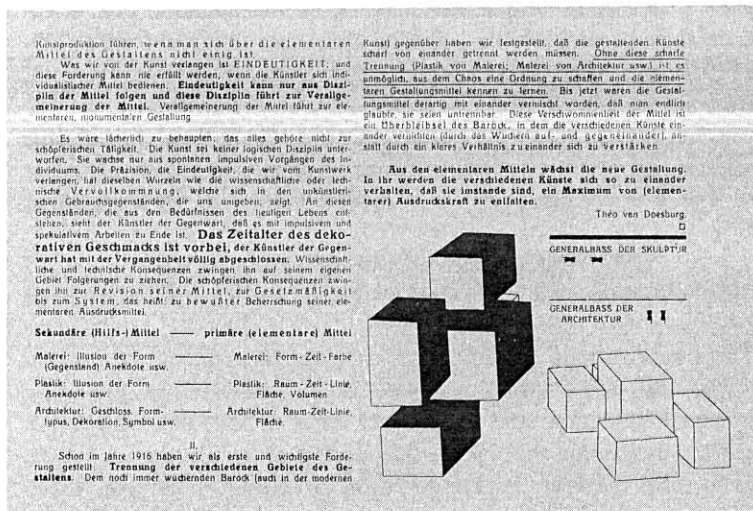 Kunstproduktion führen, wenn man sich über die elementaren
Mittel des Gestaltens nicht einig ist.
Was wir von der Kunst verlangen ist EINDEUTIGKEIT; und
diese Forderung kann nie erfüllt werden, wenn die Künstler sich indi-
vidualistischer Mittel bedienen. Eindeutigkeit kann nur aus Diszi-
plin der Mittel folgen und diese Disziplin führt zur Verallge-
meinerung der Mittel. Verallgemeinerung der Mittel führt zur ele-
mentaren, monumentalen Gestaltung.
Es wäre lächerlich zu behaupten, das alles gehöre nicht zur
schöpferischen Tätigkeit. Die Kunst sei keiner logischen Disziplin unter-
worfen. Sie wachse nur aus spontanen impulsiven Vorgängen des In-
dividuums. Die Präzision, die Eindeutigkeit, die wir vom Kunstwerk
verlangen, hat dieselben Wurzeln wie die wissenschaftliche oder tech-
nische Vervollkommnung, welche sich in den unkünstleri-
schen Gebrauchsgegenständen, die uns umgeben, zeigt. An diesen
Gegenständen, die aus den Bedürfnissen des heutigen Lebens ent-
stehen, sieht der Künstler der Gegenwart, daß es mit impulsivem und
spekulativem Arbeiten zu Ende ist. Das Zeitalter des deko-
rativen Geschmacks ist vorbei, der Künstler der Gegen-
wart hat mit der Vergangenheit völlig abgeschlossen. Wissenschaft-
liche und technische Konsequenzen zwingen ihn auf seinem eigenen
Gebiet Folgerungen zu ziehen. Die schöpferischen Konsequenzen zwin-
gen ihn zur Revision seiner Mittel, zur Gesetzmäßigkeit
bis zum System, das heißt: zu bewußter Beherrschung seiner ele-
mentaren Ausdrucksmittel.
Sekundäre (Hilfs-) Mittel — primäre (elementare) Mittel
Malerei: Illusion der Form — Malerei: Form - Zeit - Farbe
(Gegenstand) Anekdote usw.
Plastik: Illusion der Form — Plastik: Raum - Zeit - Linie,
Anekdote usw. Fläche, Volumen
Architektur: Geschloss. Form- — Architektur: Raum-Zeit-Linie,
typus, Dekoration, Symbol usw. Fläche.
II.
Schon im Jahre 1916 haben wir als erste und wichtigste Forde-
rung gestellt: Trennung der verschiedenen Gebiete des Ge-
staltens. Dem noch immer wuchernden Barock (auch in der modernen
Kunst) gegenüber haben wir festgestellt, daß die gestaltenden Künste
scharf von einander getrennt werden müssen. Ohne diese scharfe
Trennung (Plastik von Malerei; Malerei von Architektur usw.) ist es
unmöglich, aus dem Chaos eine Ordnung zu schaffen und die elemen-
taren Gestaltungsmittel kennen zu lernen. Bis jetzt waren die Gestal-
tungsmittel derartig mit einander vermischt worden, daß man endlich
glaubte, sie seien untrennbar. Diese Verschwommenheit der Mittel ist
ein Überbleibsel des Barock, in dem die verschiedenen Künste ein-
ander vernichten (durch das Wuchern auf- und gegeneinander), an-
statt durch ein klares Verhältnis zueinander sich zu verstärken.
Aus den elementaren Mitteln wächst die neue Gestaltung.
In ihr werden die verschiedenen Künste sich so zu einander
verhalten, daß sie imstande sind, ein Maximum von (elemen-
tarer) Ausdruckskraft zu entfalten.
Théo van Doesburg.
GENERALBASS DER SKULPTUR
GENERALBASS DER
ARCHITEKTUR